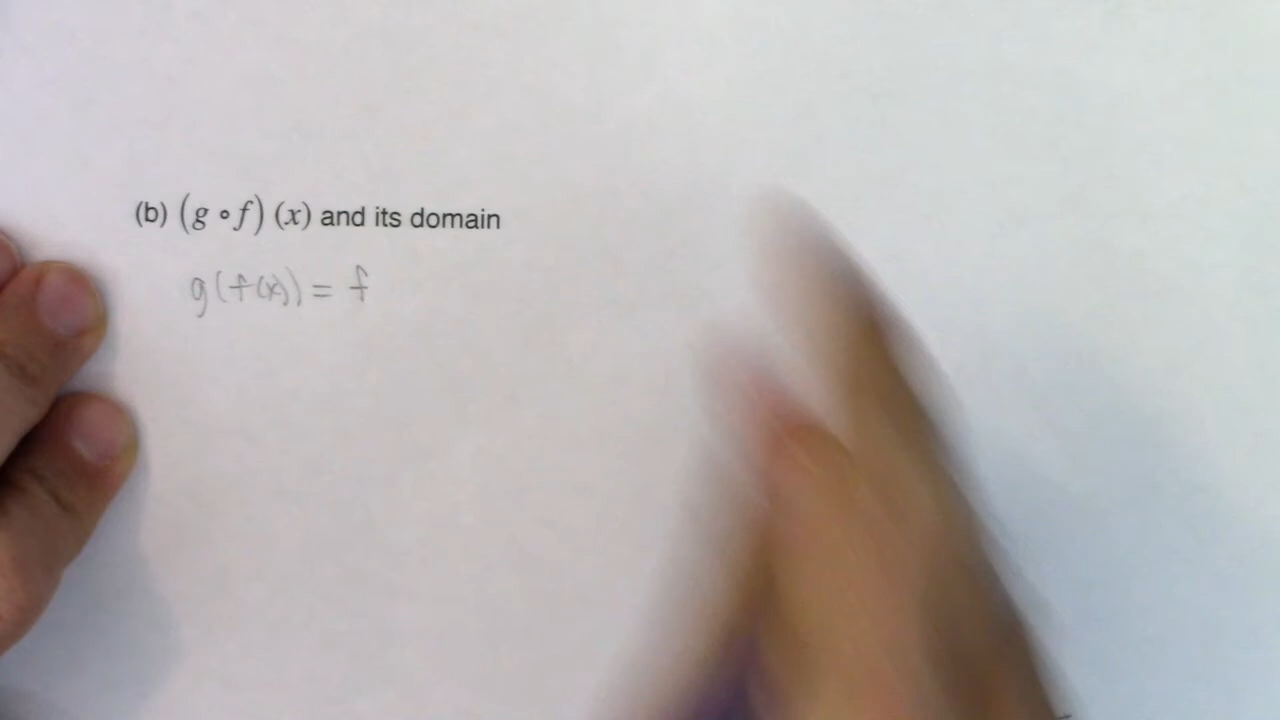 (b) (g ∘ f) (x) and its domain
g(f(x)) = f